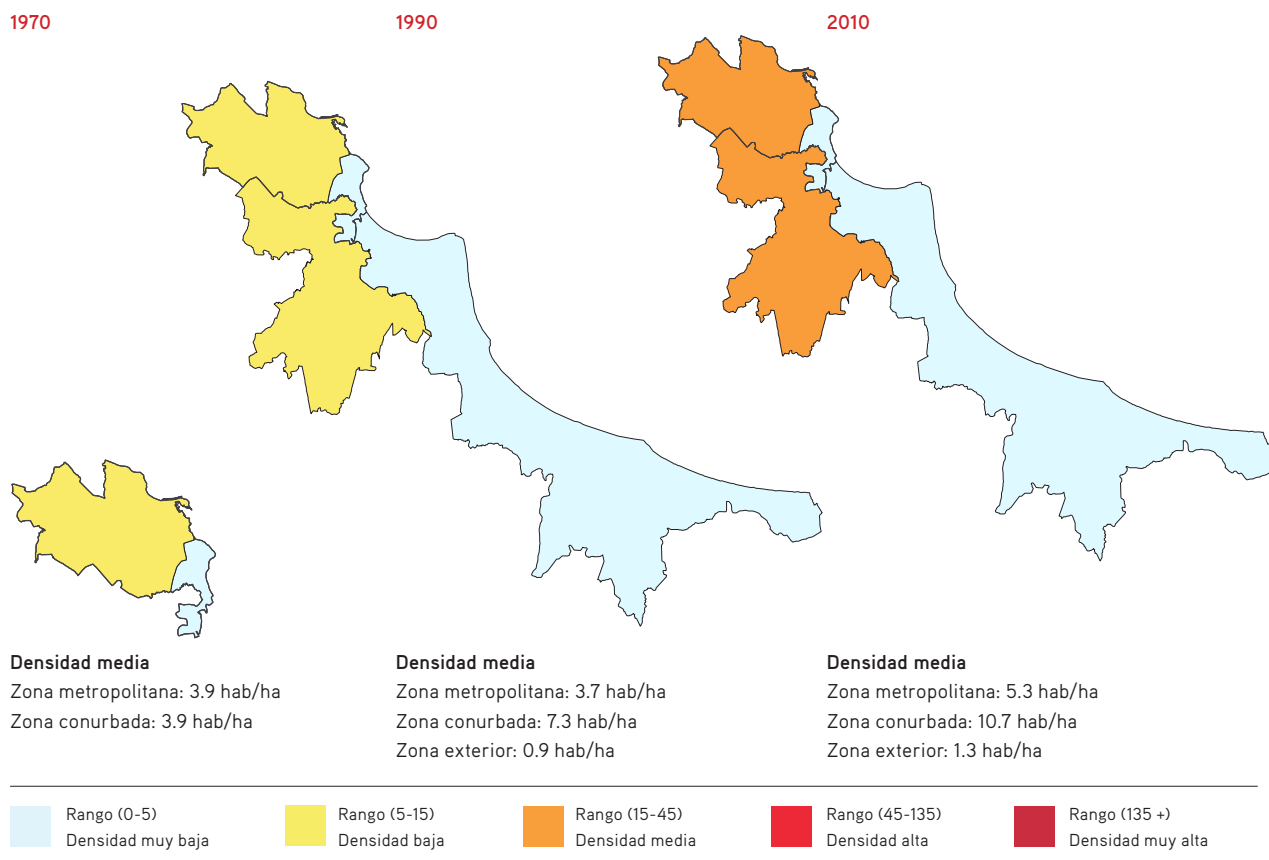 1970
1990
2010
Densidad media
Zona metropolitana: 3.9 hab/ha
Zona conurbada: 3.9 hab/ha
Densidad media
Zona metropolitana: 3.7 hab/ha
Zona conurbada: 7.3 hab/ha
Zona exterior: 0.9 hab/ha
Densidad media
Zona metropolitana: 5.3 hab/ha
Zona conurbada: 10.7 hab/ha
Zona exterior: 1.3 hab/ha
Rango (0-5)
Densidad muy baja
Rango (5-15)
Densidad baja
Rango (15-45)
Densidad media
Rango (45-135)
Densidad alta
Rango (135 +)
Densidad muy alta